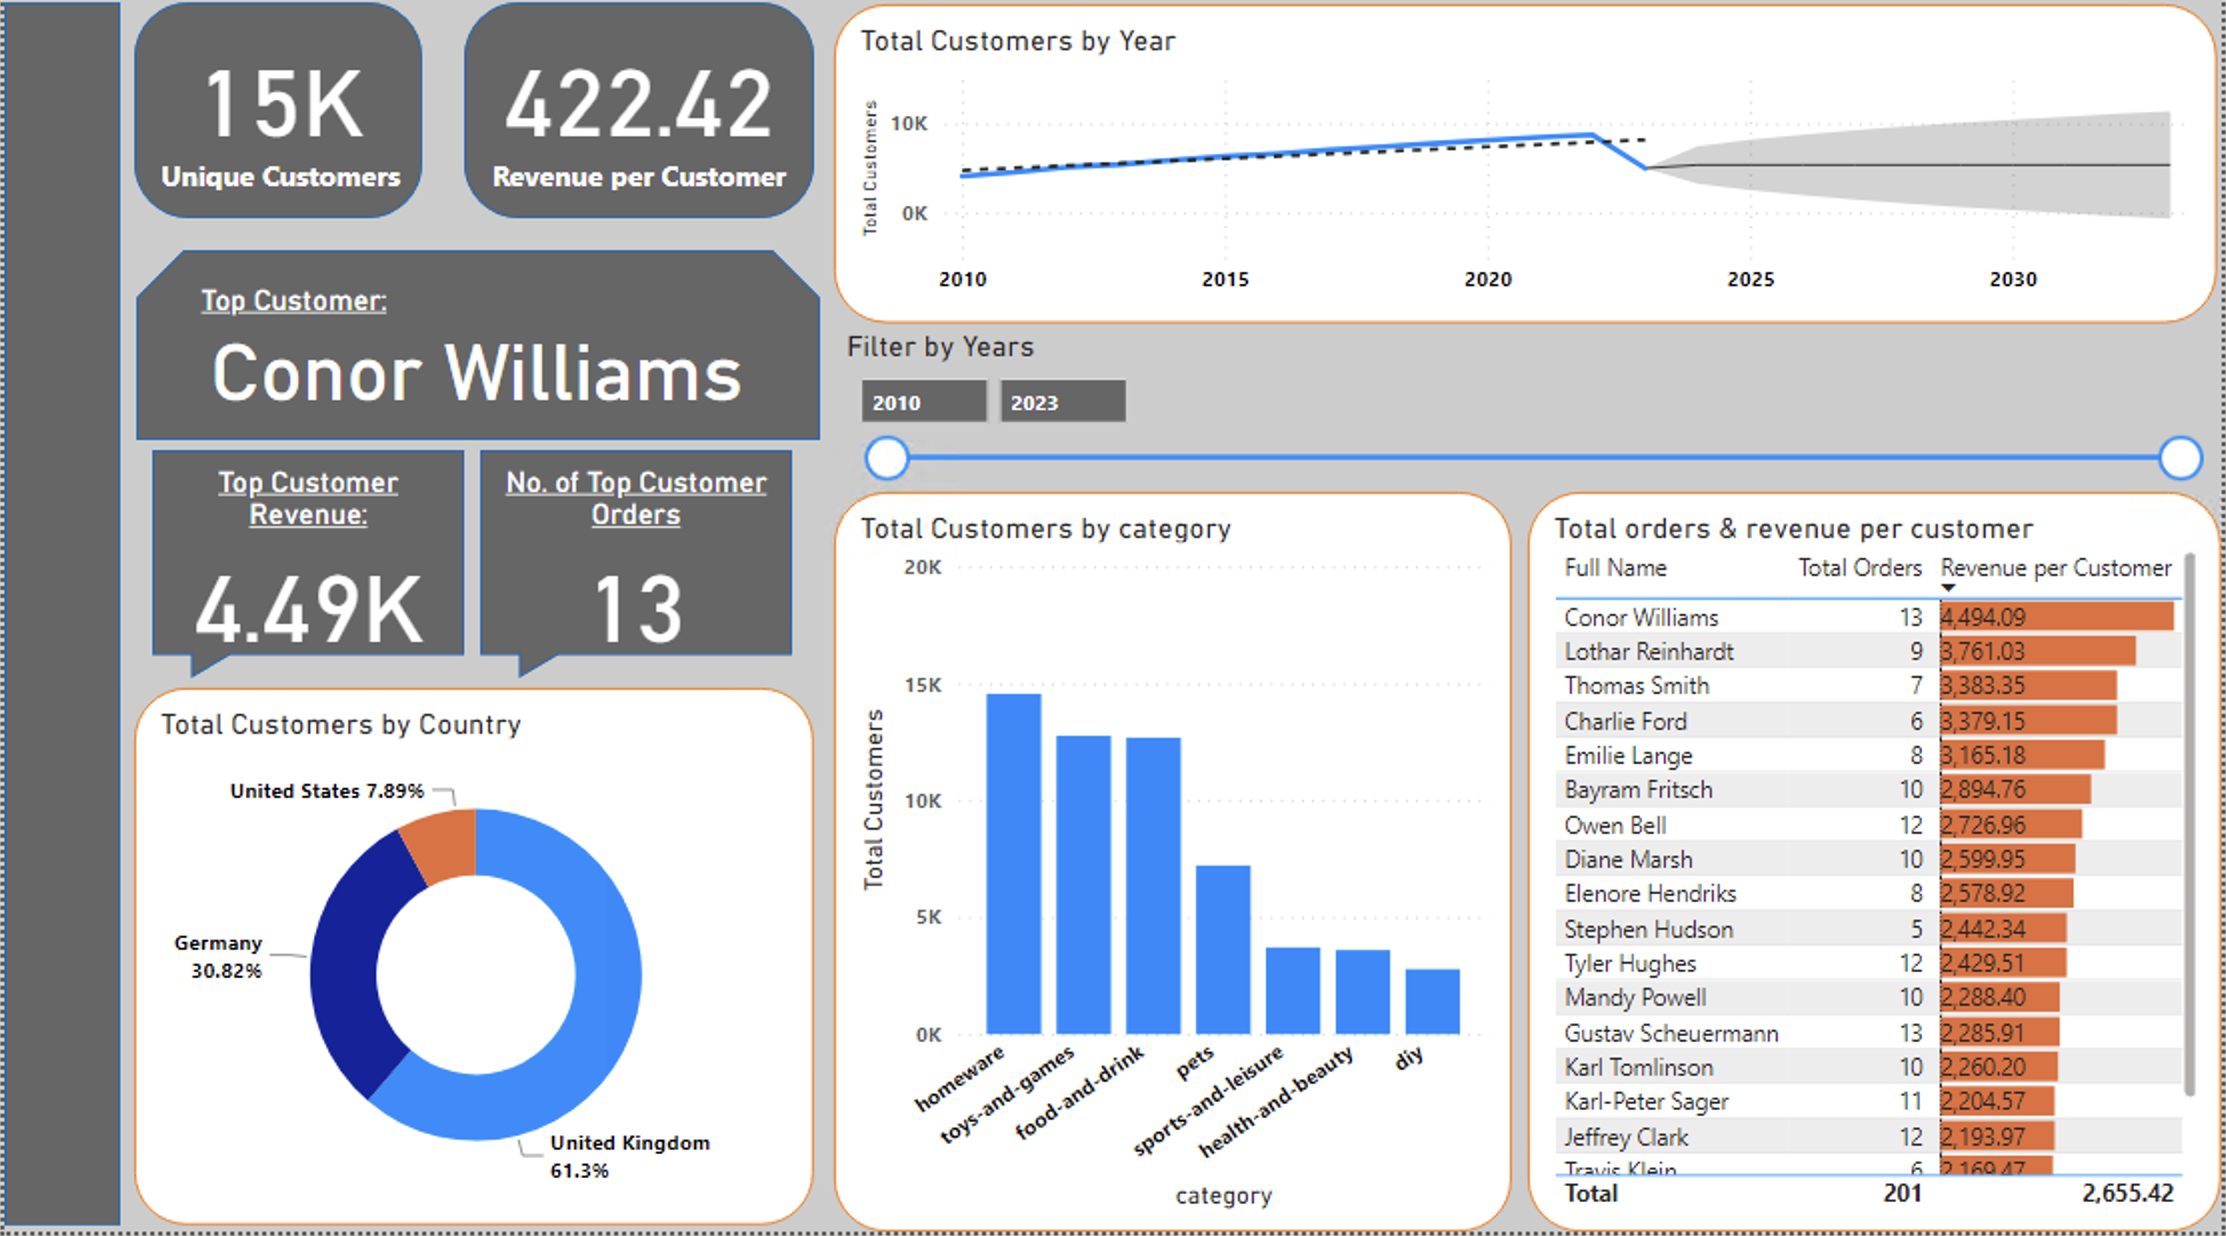 15K
Unique Customers
422.42
Revenue per Customer
Top Customer:
Conor Williams
Top Customer
Revenue:
4.49K
No. of Top Customer
Orders
13
Total Customers by Country
United States 7.89%
Germany
30.82%
United Kingdom
61.3%
Total Customers by Year
Total Customers
10K
0K
2010
2015
2020
2025
2030
Filter by Years
2010
2023
Total Customers by category
Total Customers
20K
15K
10K
5K
0K
homeware
toys-and-games
food-and-drink
pets
sports-and-leisure
health-and-beauty
diy
category
Total orders & revenue per customer
Full Name Total Orders Revenue per Customer
Conor Williams 13 4,494.09
Lothar Reinhardt 9 3,761.03
Thomas Smith 7 3,383.35
Charlie Ford 6 3,379.15
Emilie Lange 8 3,165.18
Bayram Fritsch 10 2,894.76
Owen Bell 12 2,726.96
Diane Marsh 10 2,599.95
Elenore Hendriks 8 2,578.92
Stephen Hudson 5 2,442.34
Tyler Hughes 12 2,429.51
Mandy Powell 10 2,288.40
Gustav Scheuermann 13 2,285.91
Karl Tomlinson 10 2,260.20
Karl-Peter Sager 11 2,204.57
Jeffrey Clark 12 2,193.97
Travis Klein 6 2,169.47
Total 201 2,655.42